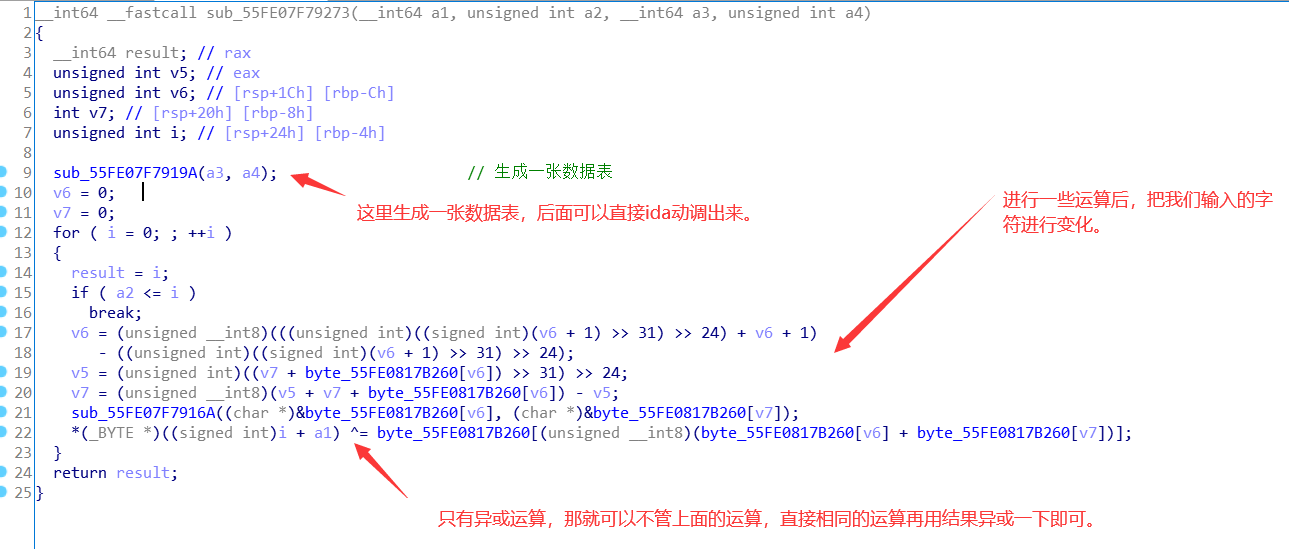 1 __int64 __fastcall sub_55FE07F79273(__int64 a1, unsigned int a2, __int64 a3, unsigned int a4)
2 {
3 __int64 result; // rax
4 unsigned int v5; // eax
5 unsigned int v6; // [rsp+1Ch] [rbp-Ch]
6 int v7; // [rsp+20h] [rbp-8h]
7 unsigned int i; // [rsp+24h] [rbp-4h]
8
9 sub_55FE07F7919A(a3, a4); // 生成一张数据表
10 v6 = 0;
这里生成一张数据表，后面可以直接ida动调出来。
进行一些运算后，把我们输入的字
符进行变化。
11 v7 = 0;
12 for ( i = 0; ; ++i )
13 {
14 result = i;
15 if ( a2 <= i )
16 break;
17 v6 = (unsigned __int8)(((unsigned int)((signed int)(v6 + 1) >> 31) >> 24) + v6 + 1)
18 - ((unsigned int)((signed int)(v6 + 1) >> 31) >> 24);
19 v5 = (unsigned int)((v7 + byte_55FE0817B260[v6]) >> 31) >> 24;
20 v7 = (unsigned __int8)(v5 + v7 + byte_55FE0817B260[v6]) - v5;
21 sub_55FE07F7916A((char *)&byte_55FE0817B260[v6], (char *)&byte_55FE0817B260[v7]);
22 *(_BYTE *)((signed int)i + a1) ^= byte_55FE0817B260[(unsigned __int8)(byte_55FE0817B260[v6] + byte_55FE0817B260[v7])];
23 }
24 return result;
25 }
只有异或运算，那就可以不管上面的运算，直接相同的运算再用结果异或一下即可。